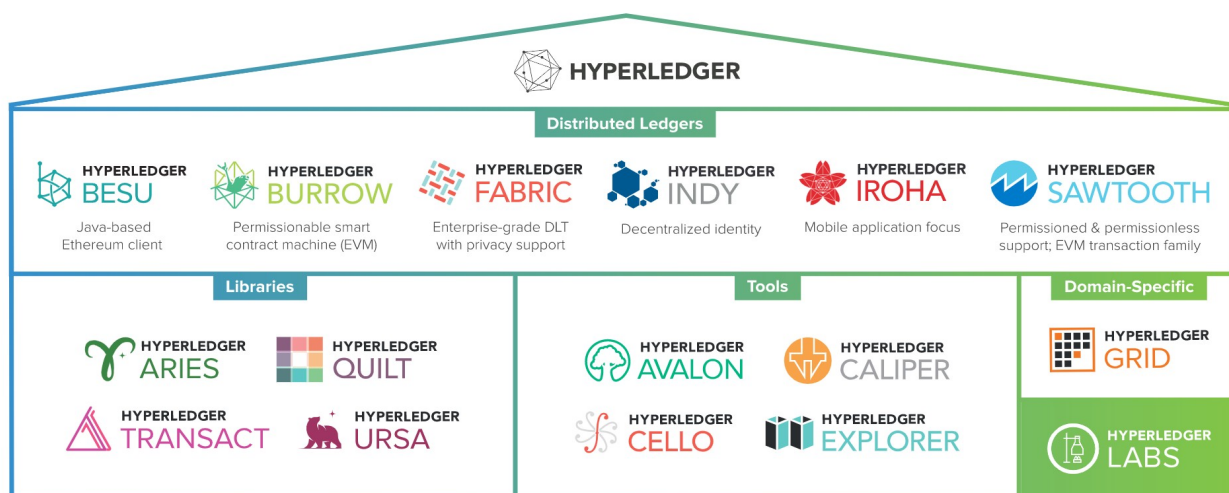 HYPERLEDGER
Distributed Ledgers
HYPERLEDGER
BESU
Java-based
Ethereum client
HYPERLEDGER
BURROW
Permissionable smart
contract machine (EVM)
HYPERLEDGER
FABRIC
Enterprise-grade DLT
with privacy support
HYPERLEDGER
INDY
Decentralized identity
HYPERLEDGER
IROHA
Mobile application focus
HYPERLEDGER
SAWTOOTH
Permissioned & permissionless
support; EVM transaction family
Libraries
HYPERLEDGER
ARIES
HYPERLEDGER
QUILT
HYPERLEDGER
TRANSACT
HYPERLEDGER
URSA
Tools
HYPERLEDGER
AVALON
HYPERLEDGER
CALIPER
HYPERLEDGER
CELLO
HYPERLEDGER
EXPLORER
Domain-Specific
HYPERLEDGER
GRID
HYPERLEDGER
LABS